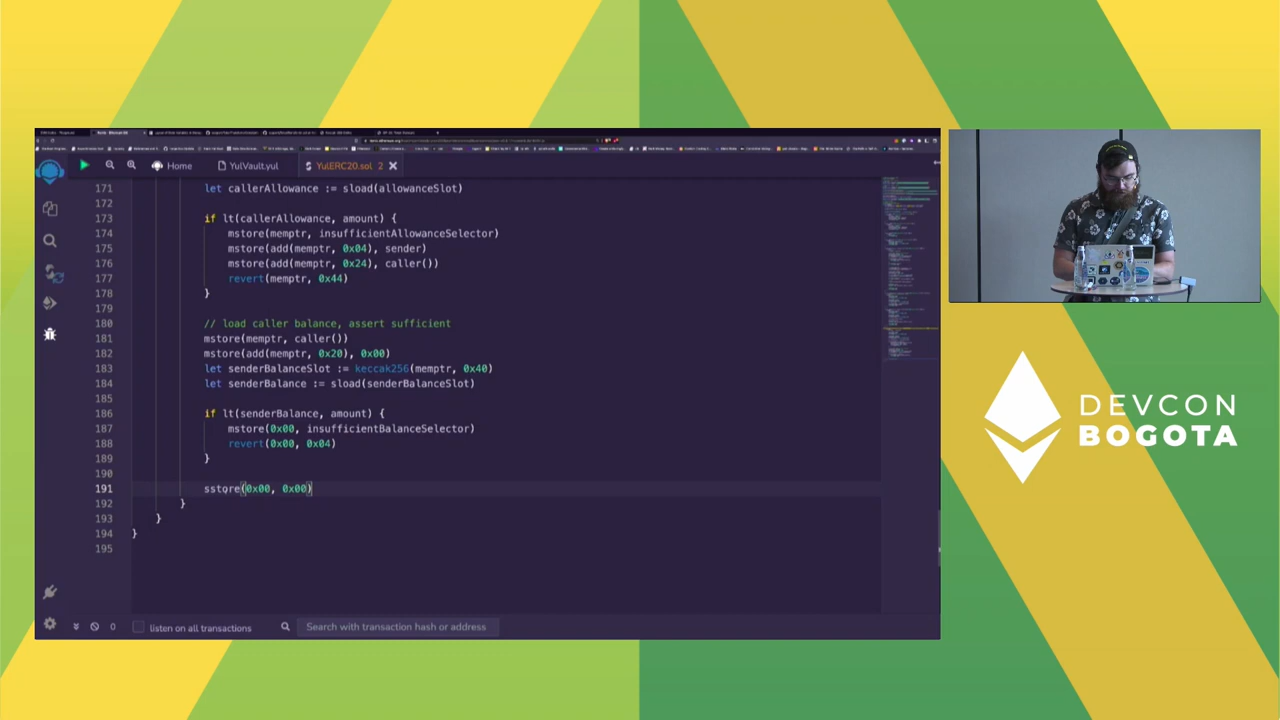 Home
YulVault.yul
YulERC20.sol 2
171 let callerAllowance := sload(allowanceSlot)
172
173 if lt(callerAllowance, amount) {
174 mstore(memptr, insufficientAllowanceSelector)
175 mstore(add(memptr, 0x04), sender)
176 mstore(add(memptr, 0x24), caller())
177 revert(memptr, 0x44)
178 }
179
180 // load caller balance, assert sufficient
181 mstore(memptr, caller())
182 mstore(add(memptr, 0x20), 0x00)
183 let senderBalanceSlot := keccak256(memptr, 0x40)
184 let senderBalance := sload(senderBalanceSlot)
185
186 if lt(senderBalance, amount) {
187 mstore(0x00, insufficientBalanceSelector)
188 revert(0x00, 0x04)
189 }
190
191 sstore(0x00, 0x00)
192 }
193 }
194 }
195
0 listen on all transactions Search with transaction hash or address
DEVCON
BOGOTA